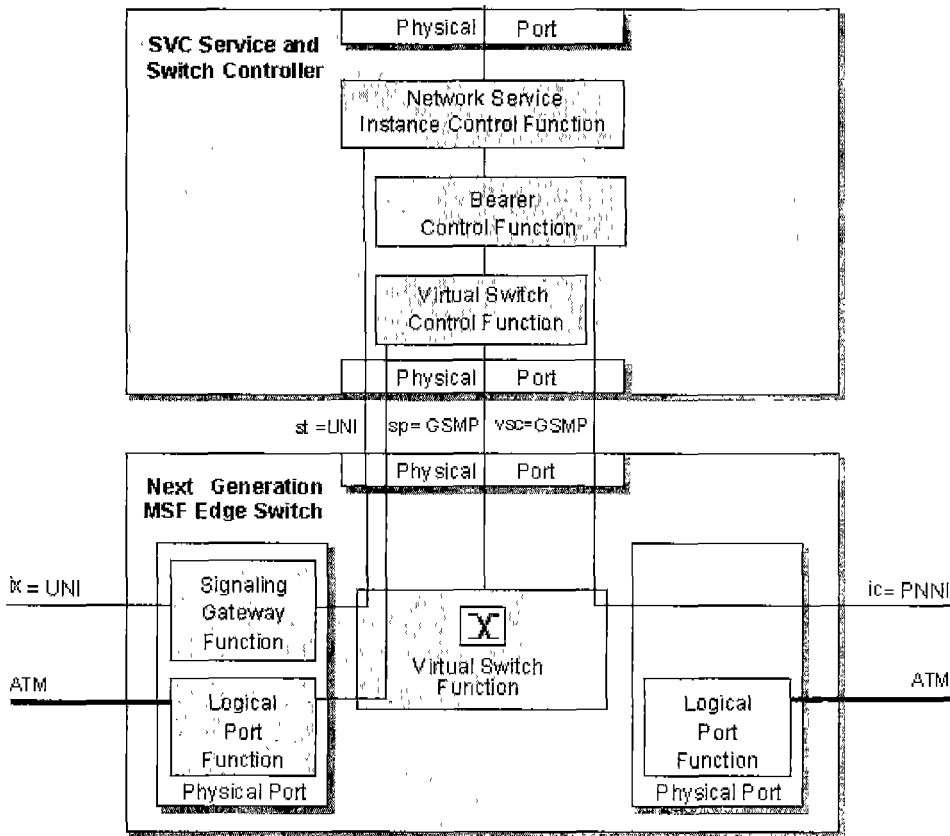 Physical Port
SVC Service and
Switch Controller
Network Service
Instance Control Function
Bearer
Control Function
Virtual Switch
Control Function
Physical Port
st =UNI sp= GSMP vsc=GSMP
Physical Port
Next Generation
MSF Edge Switch
ix = UNI
Signaling
Gateway
Function
ic= PNNI
Virtual Switch
Function
ATM
Logical
Port
Function
Physical Port
Logical
Port
Function
Physical Port
ATM